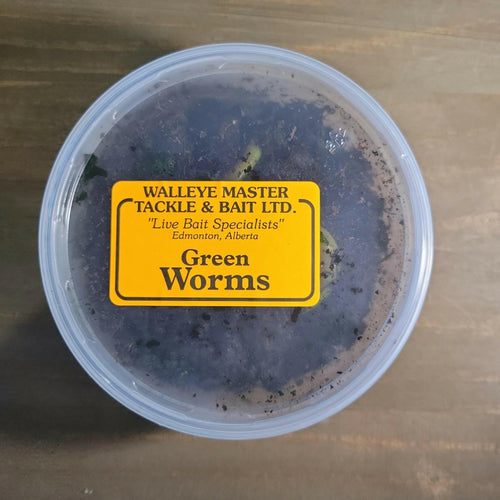 WALLEYE MASTER
TACKLE & BAIT LTD.
"Live Bait Specialists"
Edmonton, Alberta
Green
Worms